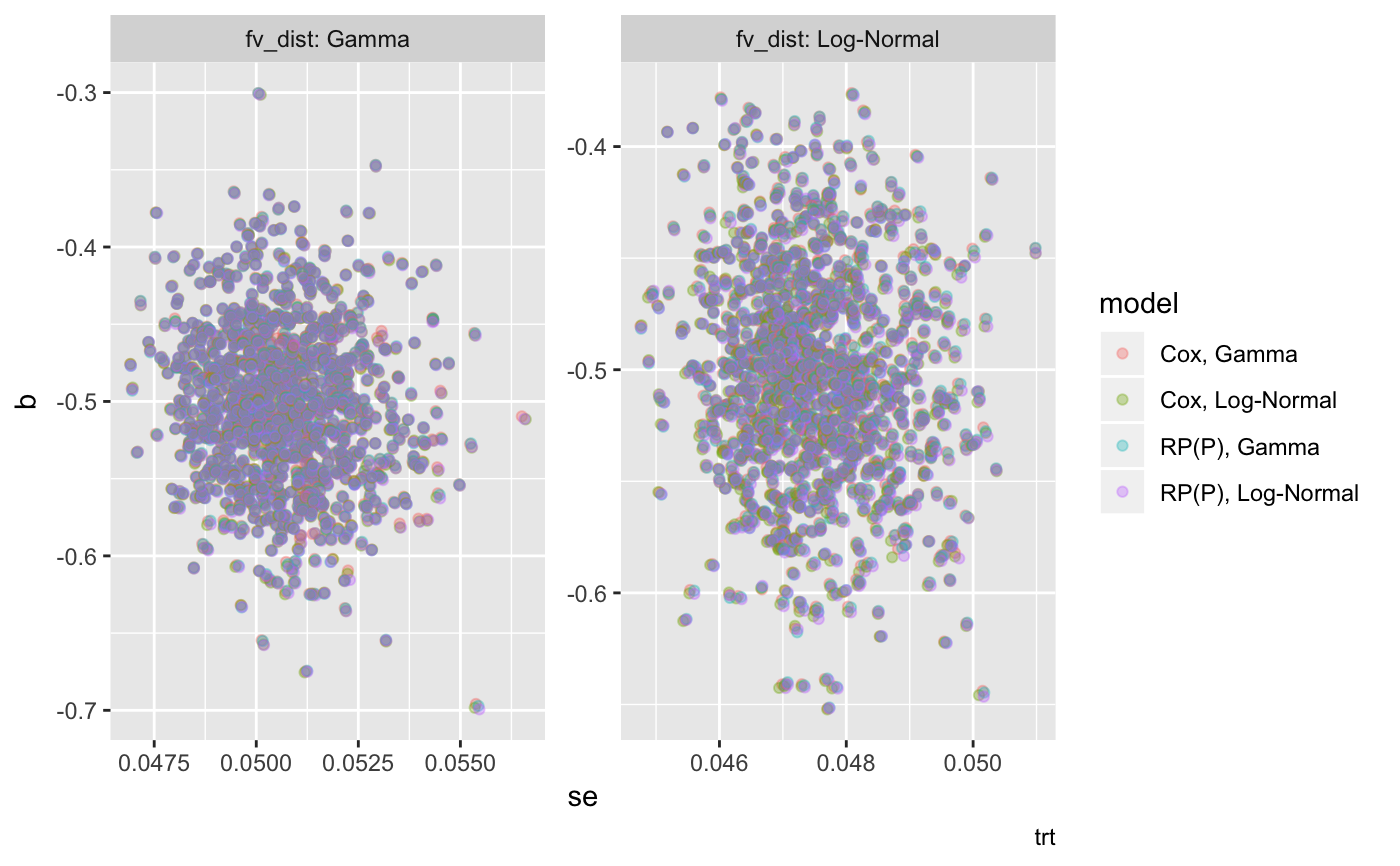 fv_dist: Gamma
fv_dist: Log-Normal
-0.3
-0.4
-0.5
-0.6
-0.7
b
-0.4
-0.5
-0.6
0.0475 0.0500 0.0525 0.0550
0.046 0.048 0.050
se
trt
model
Cox, Gamma
Cox, Log-Normal
RP(P), Gamma
RP(P), Log-Normal